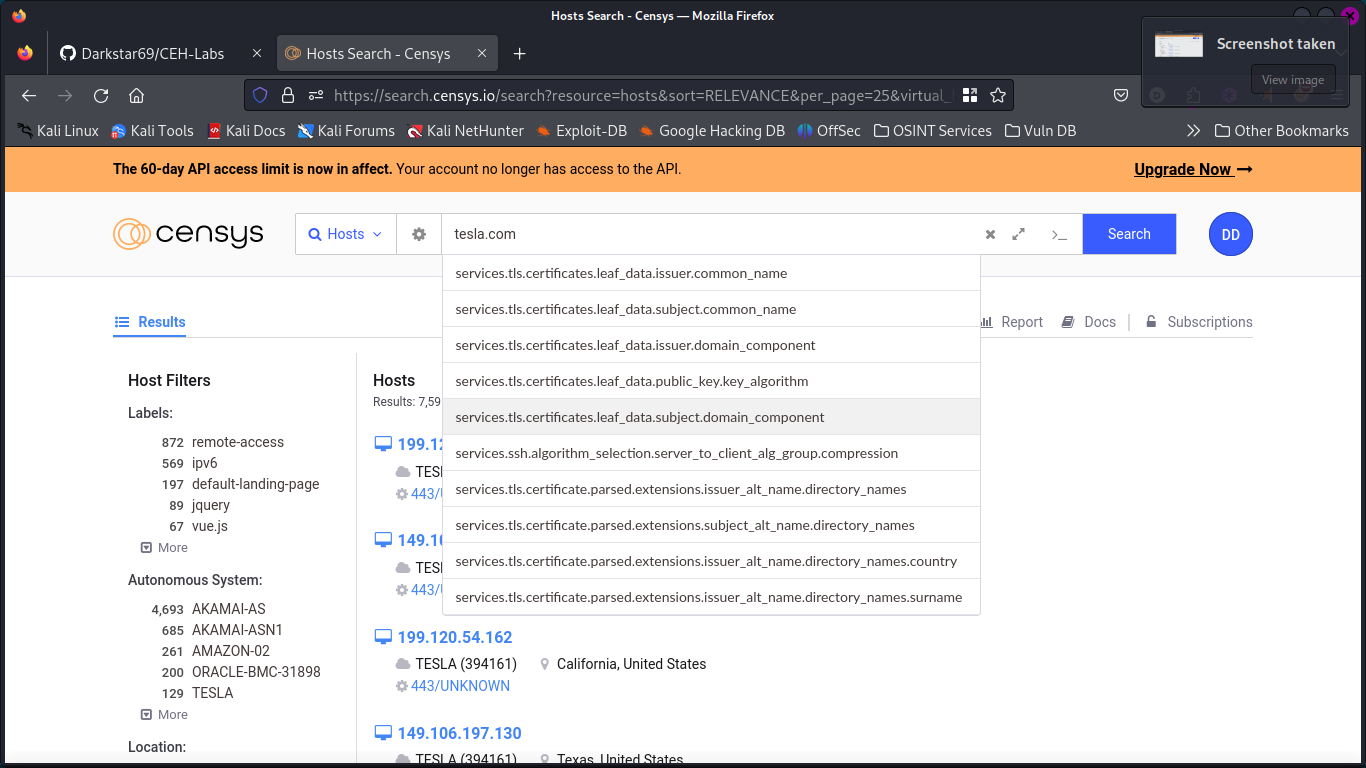 Hosts Search - Censys — Mozilla Firefox
Darkstar69/CEH-Labs
Hosts Search - Censys
Screenshot taken
View image
https://search.censys.io/search?resource=hosts&sort=RELEVANCE&per_page=25&virtual_
Kali Linux Kali Tools Kali Docs Kali Forums Kali NetHunter Exploit-DB Google Hacking DB OffSec OSINT Services Vuln DB Other Bookmarks
The 60-day API access limit is now in affect. Your account no longer has access to the API. Upgrade Now
censys Hosts tesla.com >_ Search DD
services.tls.certificates.leaf_data.issuer.common_name
services.tls.certificates.leaf_data.subject.common_name
services.tls.certificates.leaf_data.issuer.domain_component
services.tls.certificates.leaf_data.public_key.key_algorithm
services.tls.certificates.leaf_data.subject.domain_component
services.ssh.algorithm_selection.server_to_client_alg_group.compression
services.tls.certificate.parsed.extensions.issuer_alt_name.directory_names
services.tls.certificate.parsed.extensions.subject_alt_name.directory_names
services.tls.certificate.parsed.extensions.issuer_alt_name.directory_names.country
services.tls.certificate.parsed.extensions.issuer_alt_name.directory_names.surname
Results Report Docs Subscriptions
Host Filters
Labels:
872 remote-access
569 ipv6
197 default-landing-page
89 jquery
67 vue.js
More
Autonomous System:
4,693 AKAMAI-AS
685 AKAMAI-ASN1
261 AMAZON-02
200 ORACLE-BMC-31898
129 TESLA
More
Location:
Hosts
Results: 7,59
199.12
TESL
443/U
149.10
TESL
443/U
199.120.54.162
TESLA (394161) California, United States
443/UNKNOWN
149.106.197.130
TESLA (394161) Texas, United States